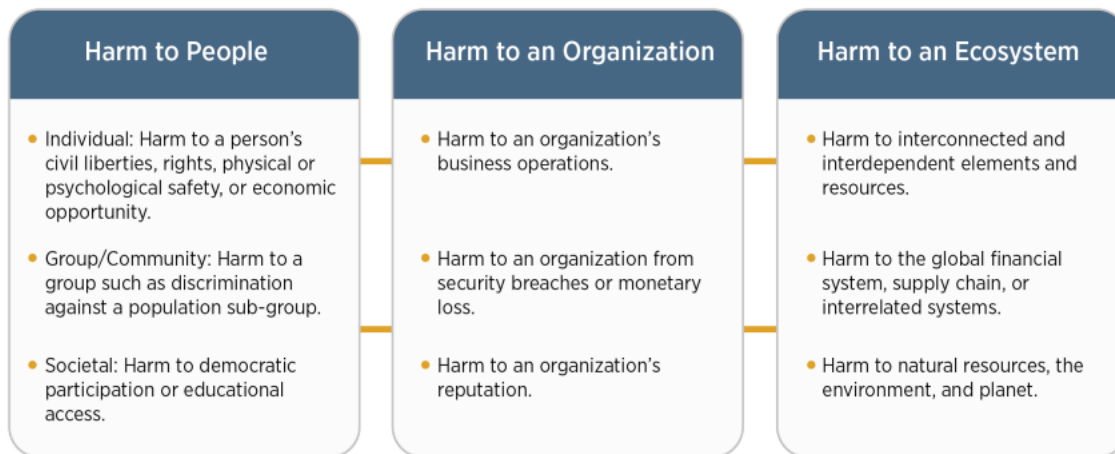 Harm to People
• Individual: Harm to a person's
civil liberties, rights, physical or
psychological safety, or economic
opportunity.
• Group/Community: Harm to a
group such as discrimination
against a population sub-group.
• Societal: Harm to democratic
participation or educational
access.
Harm to an Organization
• Harm to an organization's
business operations.
• Harm to an organization from
security breaches or monetary
loss.
• Harm to an organization's
reputation.
Harm to an Ecosystem
• Harm to interconnected and
interdependent elements and
resources.
• Harm to the global financial
system, supply chain, or
interrelated systems.
• Harm to natural resources, the
environment, and planet.